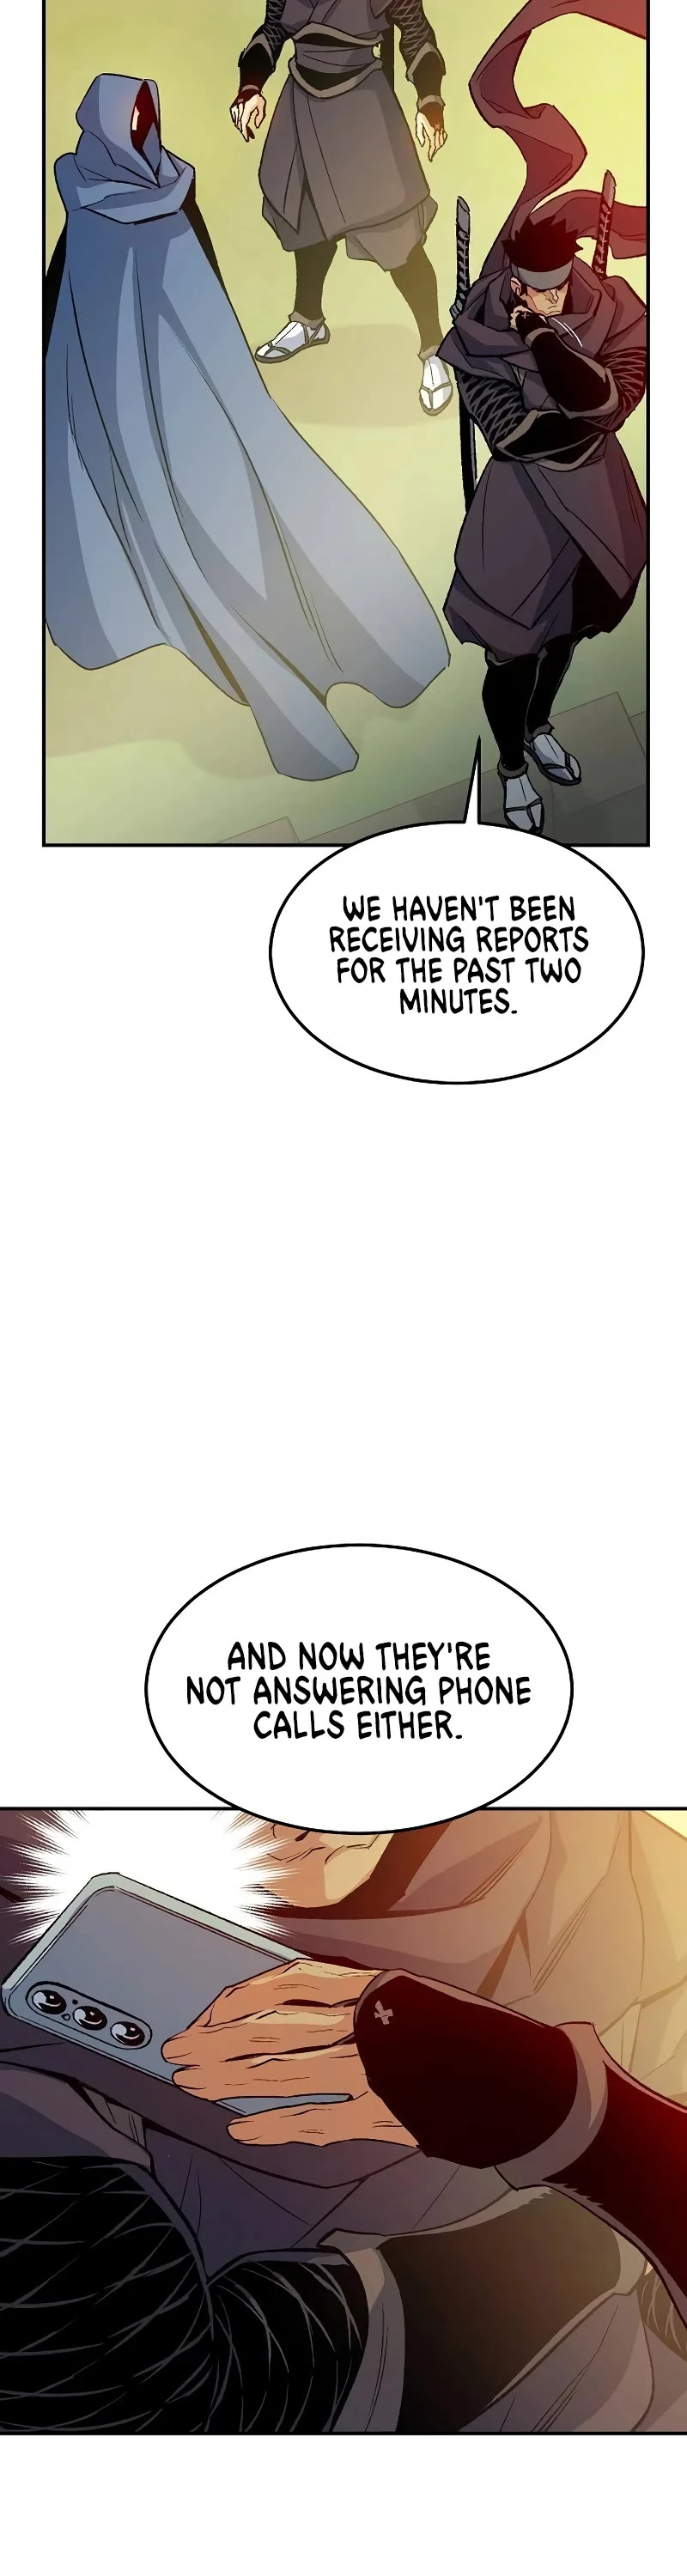 WE HAVEN'T BEEN
RECEIVING REPORTS
FOR THE PAST TWO
MINUTES.
AND NOW THEY'RE
NOT ANSWERING PHONE
CALLS EITHER.